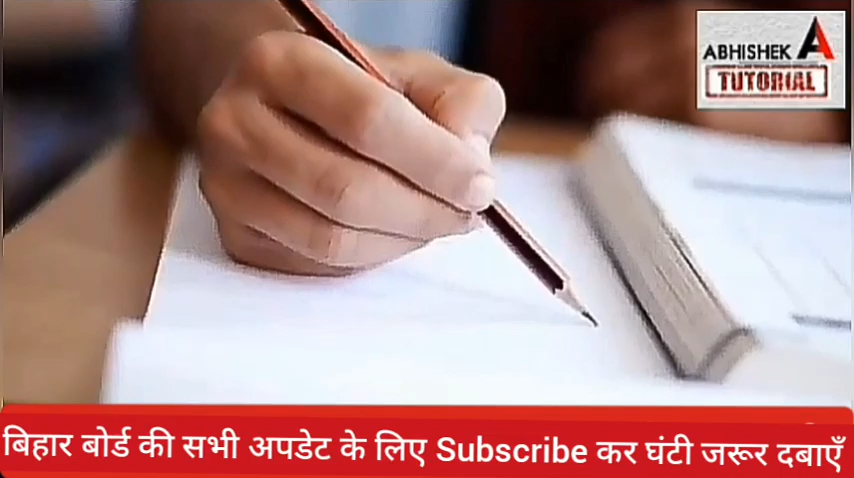 ABHISHEK A
TUTORIAL
बिहार बोर्ड की सभी अपडेट के लिए Subscribe कर घंटी जरूर दबाएँ